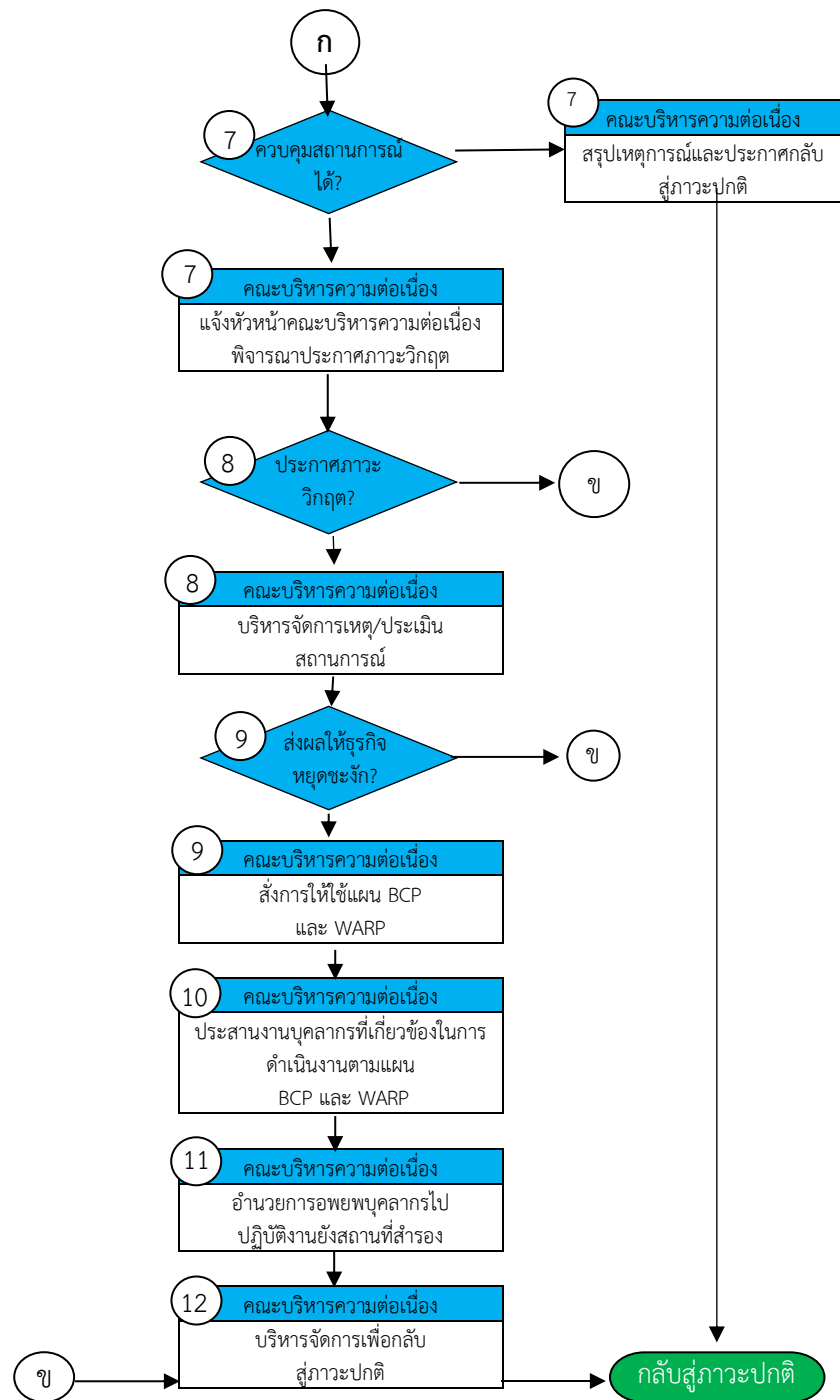 ก
7
ควบคุมสถานการณ์
ได้?
7
คณะบริหารความต่อเนื่อง
สรุปเหตุการณ์และประกาศกลับ
สู่ภาวะปกติ
7
คณะบริหารความต่อเนื่อง
แจ้งหัวหน้าคณะบริหารความต่อเนื่อง
พิจารณาประกาศภาวะวิกฤต
8
ประกาศภาวะ
วิกฤต?
ข
8
คณะบริหารความต่อเนื่อง
บริหารจัดการเหตุ/ประเมิน
สถานการณ์
9
ส่งผลให้ธุรกิจ
หยุดชะงัก?
ข
9
คณะบริหารความต่อเนื่อง
สั่งการให้ใช้แผน BCP
และ WARP
10
คณะบริหารความต่อเนื่อง
ประสานงานบุคลากรที่เกี่ยวข้องในการ
ดำเนินงานตามแผน
BCP และ WARP
11
คณะบริหารความต่อเนื่อง
อำนวยการอพยพบุคลากรไป
ปฏิบัติงานยังสถานที่สำรอง
12
คณะบริหารความต่อเนื่อง
บริหารจัดการเพื่อกลับ
สู่ภาวะปกติ
ข
กลับสู่ภาวะปกติ